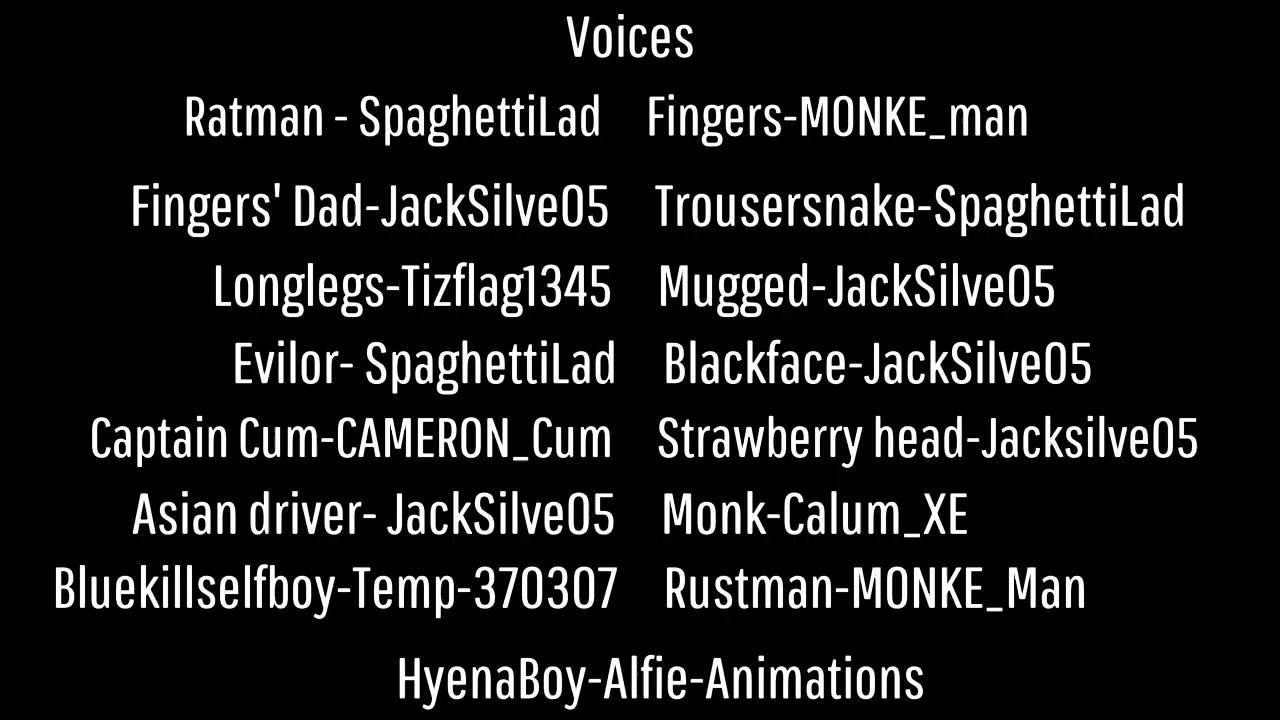 Voices
Ratman - SpaghettiLad Fingers-MONKE_man
Fingers' Dad-JackSilve05 Trousersnake-SpaghettiLad
Longlegs-Tizflag1345 Mugged-JackSilve05
Evilor- SpaghettiLad Blackface-JackSilve05
Captain Cum-CAMERON_Cum Strawberry head-Jacksilve05
Asian driver- JackSilve05 Monk-Calum_XE
Bluekillselfboy-Temp-370307 Rustman-MONKE_Man
HyenaBoy-Alfie-Animations